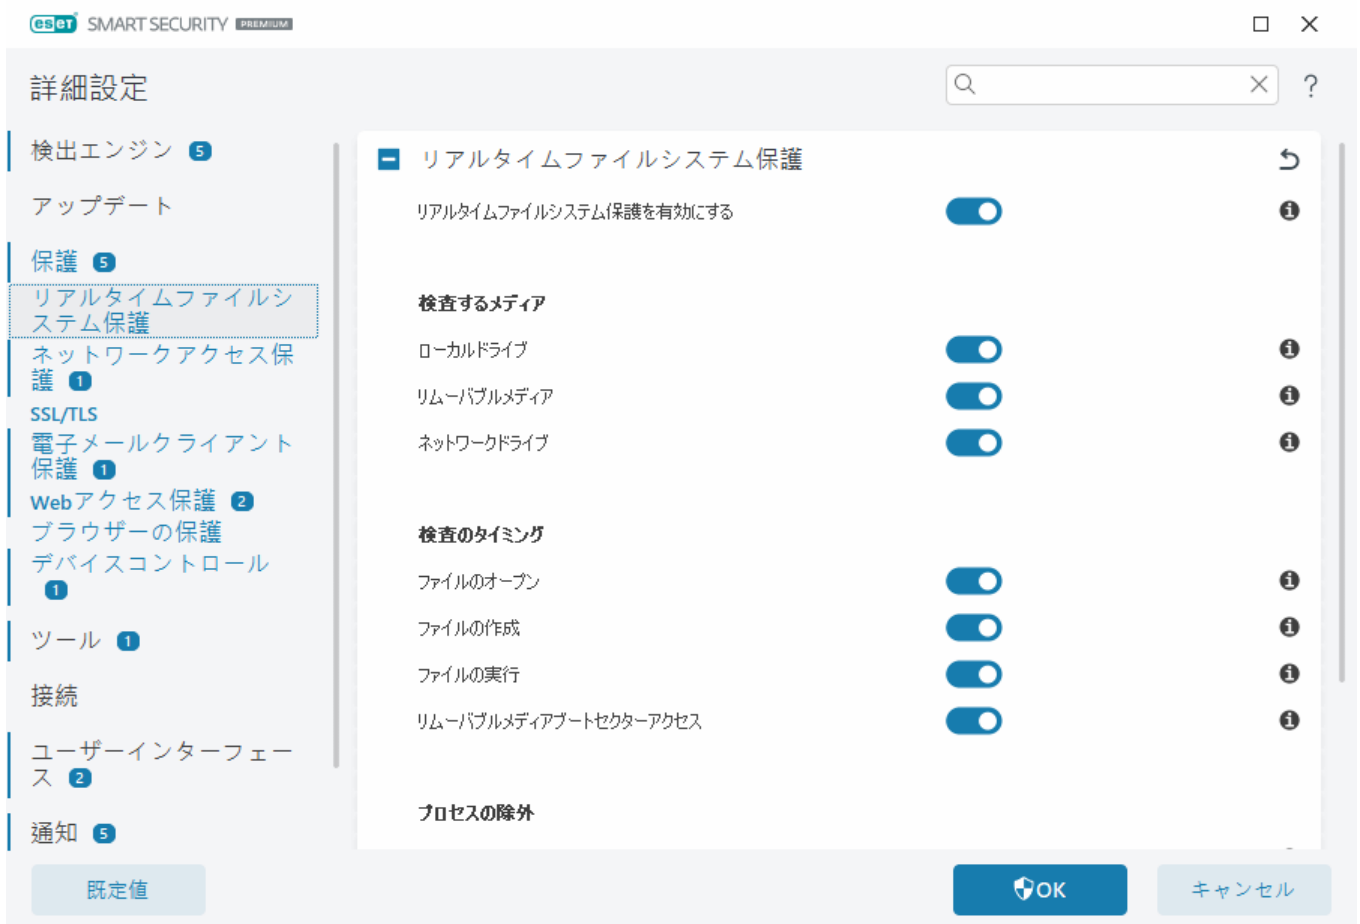 eset SMART SECURITY PREMIUM
詳細設定
?
検出エンジン 5
アップデート
保護 5
リアルタイムファイルシ
ステム保護
ネットワークアクセス保
護 1
SSL/TLS
電子メールクライアント
保護 1
Webアクセス保護 2
ブラウザーの保護
デバイスコントロール
1
ツール 1
接続
ユーザーインターフェー
ス 2
通知 5
リアルタイムファイルシステム保護
リアルタイムファイルシステム保護を有効にする
検査するメディア
ローカルドライブ
リムーバブルメディア
ネットワークドライブ
検査のタイミング
ファイルのオープン
ファイルの作成
ファイルの実行
リムーバブルメディアブートセクターアクセス
プロセスの除外
既定値
OK
キャンセル